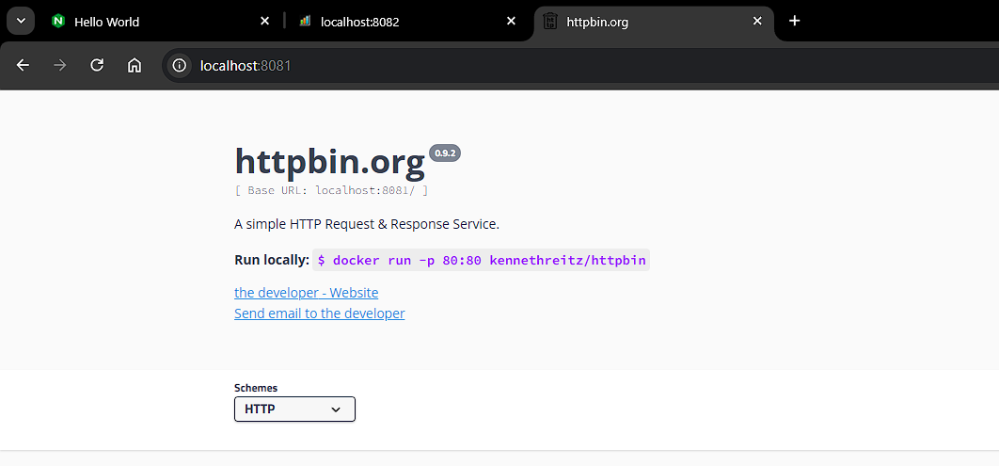 Hello World
localhost:8082
httpbin.org
localhost:8081
httpbin.org 0.9.2
[ Base URL: localhost:8081/ ]
A simple HTTP Request & Response Service.
Run locally: $ docker run -p 80:80 kennethreitz/httpbin
the developer - Website
Send email to the developer
Schemes
HTTP